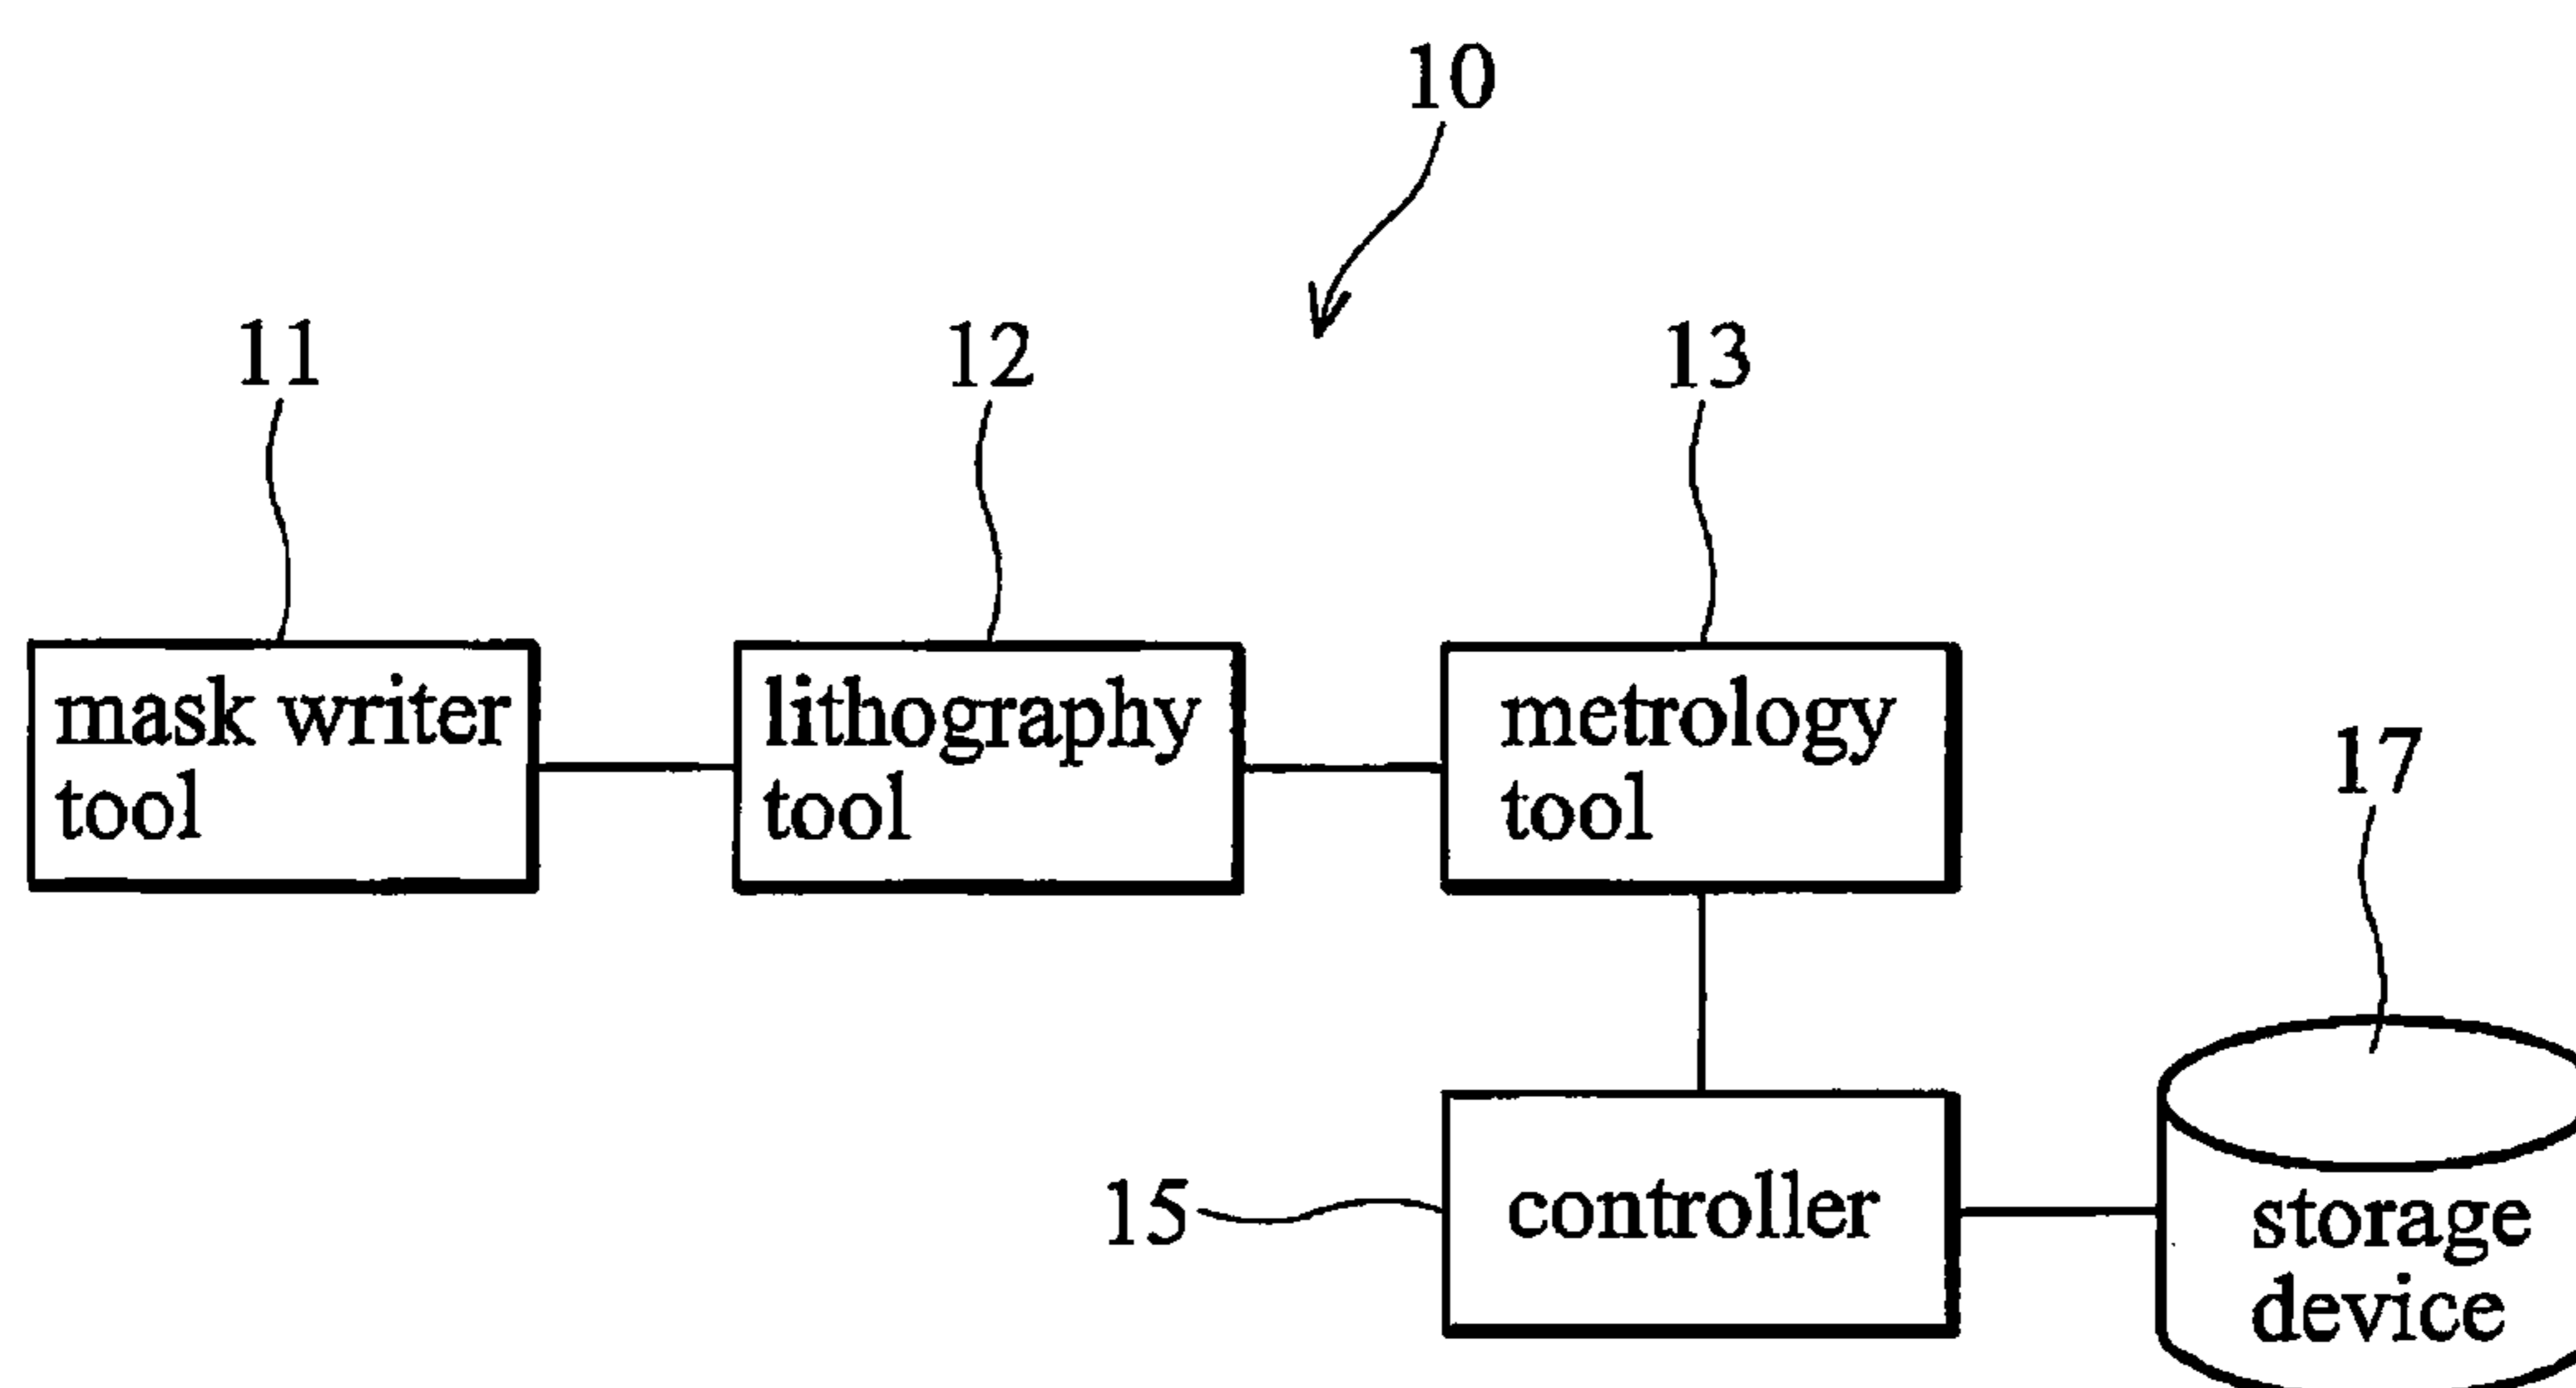 10
11
12
13
mask writer
tool
lithography
tool
metrology
tool
17
15
controller
storage
device